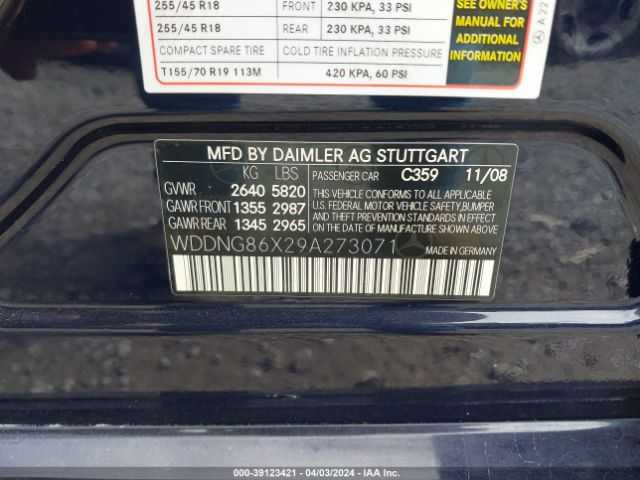 255/45 R18 FRONT 230 KPA, 33 PSI
255/45 R18 REAR 230 KPA, 33 PSI
COMPACT SPARE TIRE COLD TIRE INFLATION PRESSURE
T155/70 R19 113M 420 KPA, 60 PSI
SEE OWNER'S
MANUAL FOR
ADDITIONAL
INFORMATION
A 22
MFD BY DAIMLER AG STUTTGART
KG LBS PASSENGER CAR C359 11/08
GVWR 2640 5820
GAWR FRONT 1355 2987
GAWR REAR 1345 2965
THIS VEHICLE CONFORMS TO ALL APPLICABLE
U.S. FEDERAL MOTOR VEHICLE SAFETY, BUMPER,
AND THEFT PREVENTION STANDARDS IN EFFECT
ON THE DATE OF MANUFACTURE SHOWN ABOVE.
WDDNG86X29A273071 MADE IN GERMANY
000-39123421 - 04/03/2024 - IAA Inc.